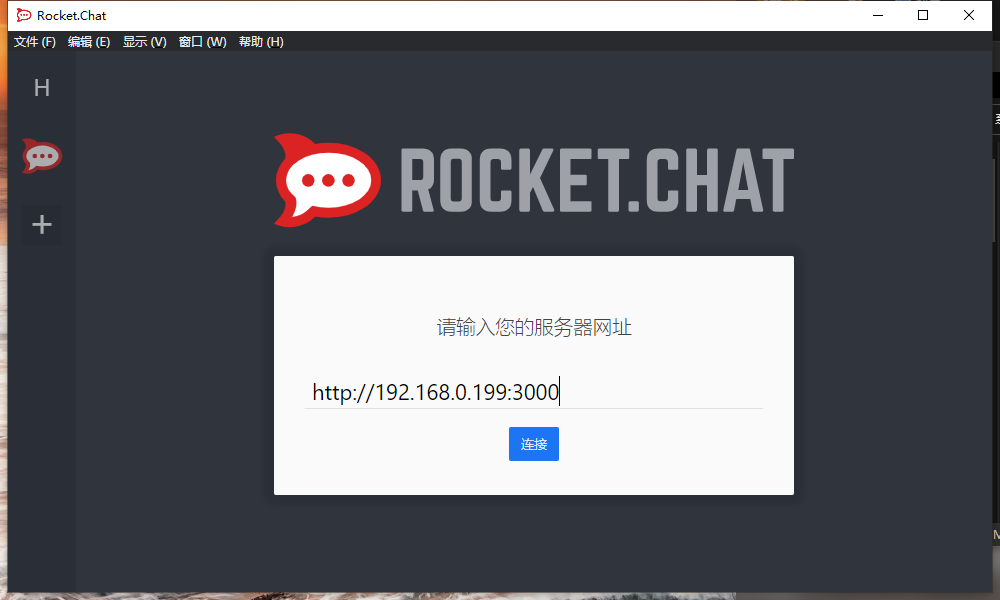 Rocket.Chat
文件 (F) 编辑 (E) 显示 (V) 窗口 (W) 帮助 (H)
H
ROCKET.CHAT
请输入您的服务器网址
http://192.168.0.199:3000
连接